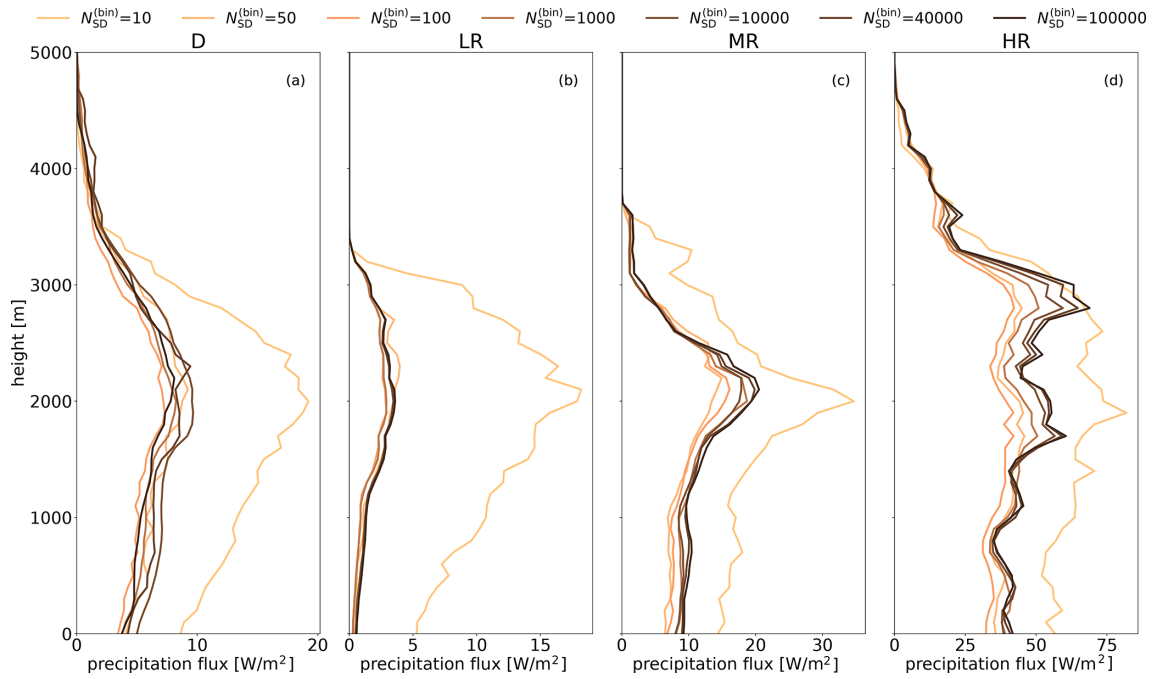 N_SD^(bin)=10 N_SD^(bin)=50 N_SD^(bin)=100 N_SD^(bin)=1000 N_SD^(bin)=10000 N_SD^(bin)=40000 N_SD^(bin)=100000
D LR MR HR
(a) (b) (c) (d)
5000
4000
3000
2000
1000
0
height [m]
0 10 20 0 5 10 15 0 10 20 30 0 25 50 75
precipitation flux [W/m²] precipitation flux [W/m²] precipitation flux [W/m²] precipitation flux [W/m²]